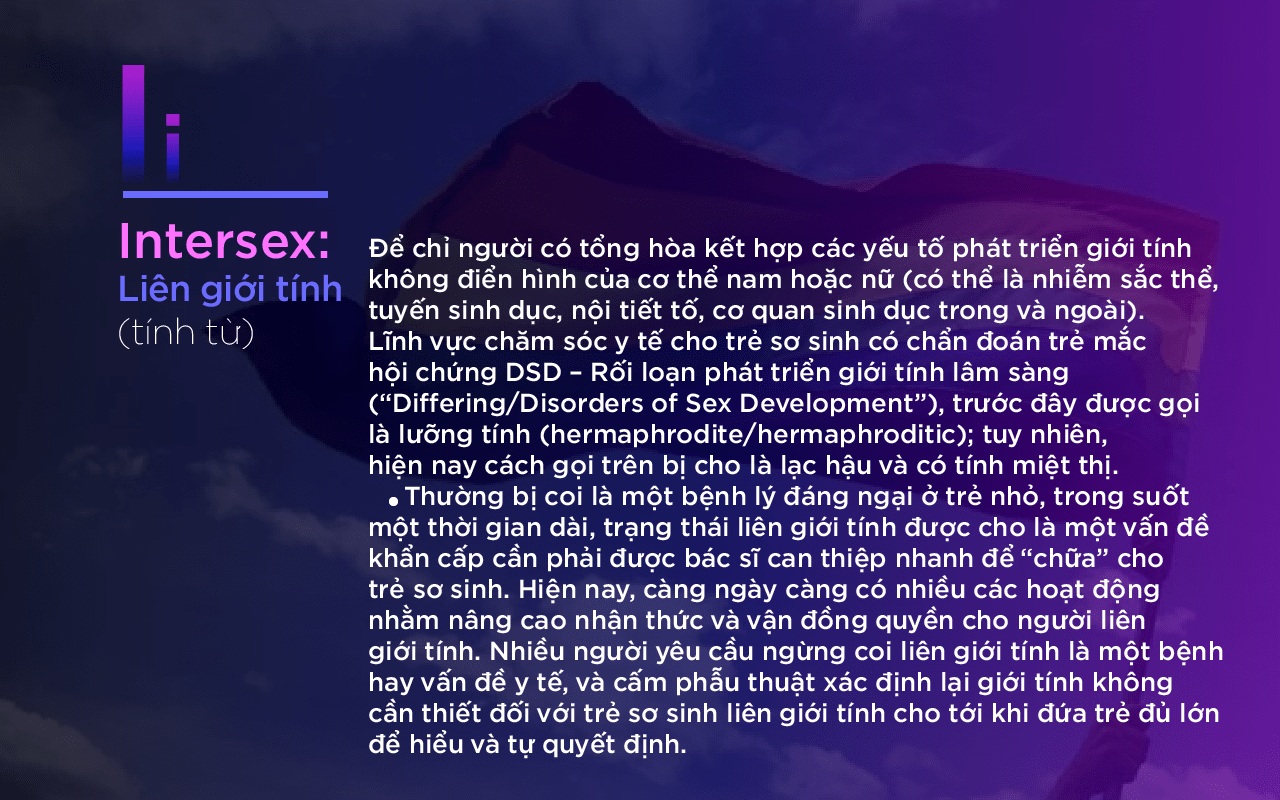 I i
Intersex:
Liên giới tính
(tính từ)
Để chỉ người có tổng hòa kết hợp các yếu tố phát triển giới tính
không điển hình của cơ thể nam hoặc nữ (có thể là nhiễm sắc thể,
tuyến sinh dục, nội tiết tố, cơ quan sinh dục trong và ngoài).
Lĩnh vực chăm sóc y tế cho trẻ sơ sinh có chẩn đoán trẻ mắc
hội chứng DSD – Rối loạn phát triển giới tính lâm sàng
(“Differing/Disorders of Sex Development”), trước đây được gọi
là lưỡng tính (hermaphrodite/hermaphroditic); tuy nhiên,
hiện nay cách gọi trên bị cho là lạc hậu và có tính miệt thị.
• Thường bị coi là một bệnh lý đáng ngại ở trẻ nhỏ, trong suốt
một thời gian dài, trạng thái liên giới tính được cho là một vấn đề
khẩn cấp cần phải được bác sĩ can thiệp nhanh để “chữa” cho
trẻ sơ sinh. Hiện nay, càng ngày càng có nhiều các hoạt động
nhằm nâng cao nhận thức và vận đồng quyền cho người liên
giới tính. Nhiều người yêu cầu ngừng coi liên giới tính là một bệnh
hay vấn đề y tế, và cấm phẫu thuật xác định lại giới tính không
cần thiết đối với trẻ sơ sinh liên giới tính cho tới khi đứa trẻ đủ lớn
để hiểu và tự quyết định.